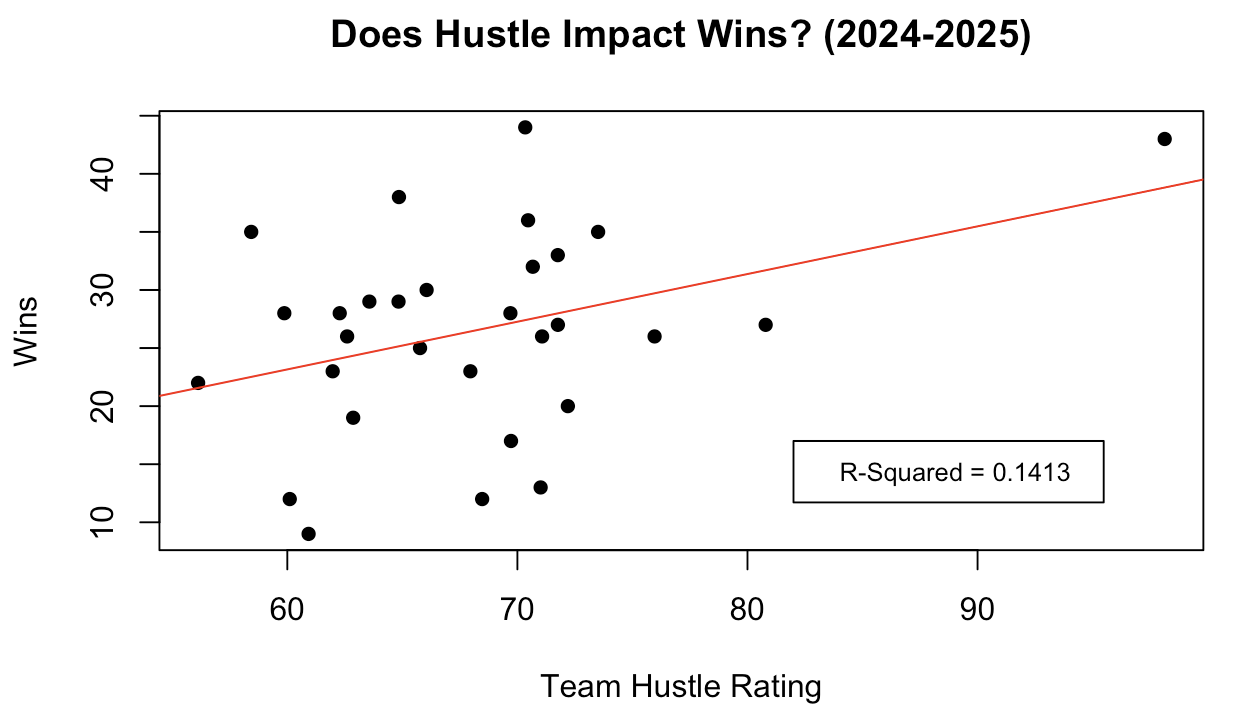 Does Hustle Impact Wins? (2024-2025)
Wins
40
30
20
10
R-Squared = 0.1413
60 70 80 90
Team Hustle Rating